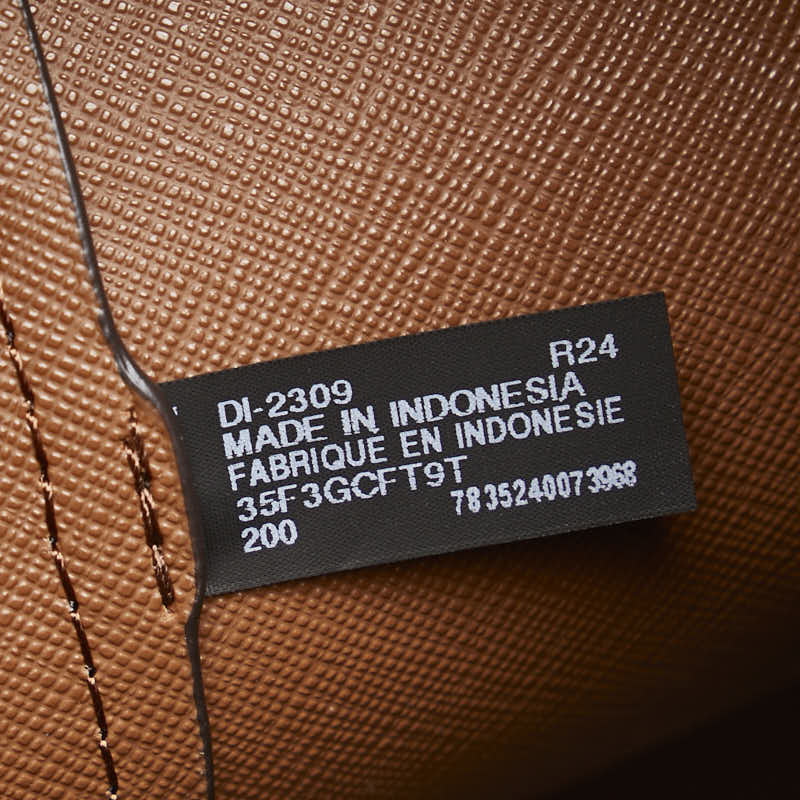 R24
DI-2309
MADE IN INDONESIA
FABRIQUE EN INDONESIE
35F3GCFT9T
7835240073968
200